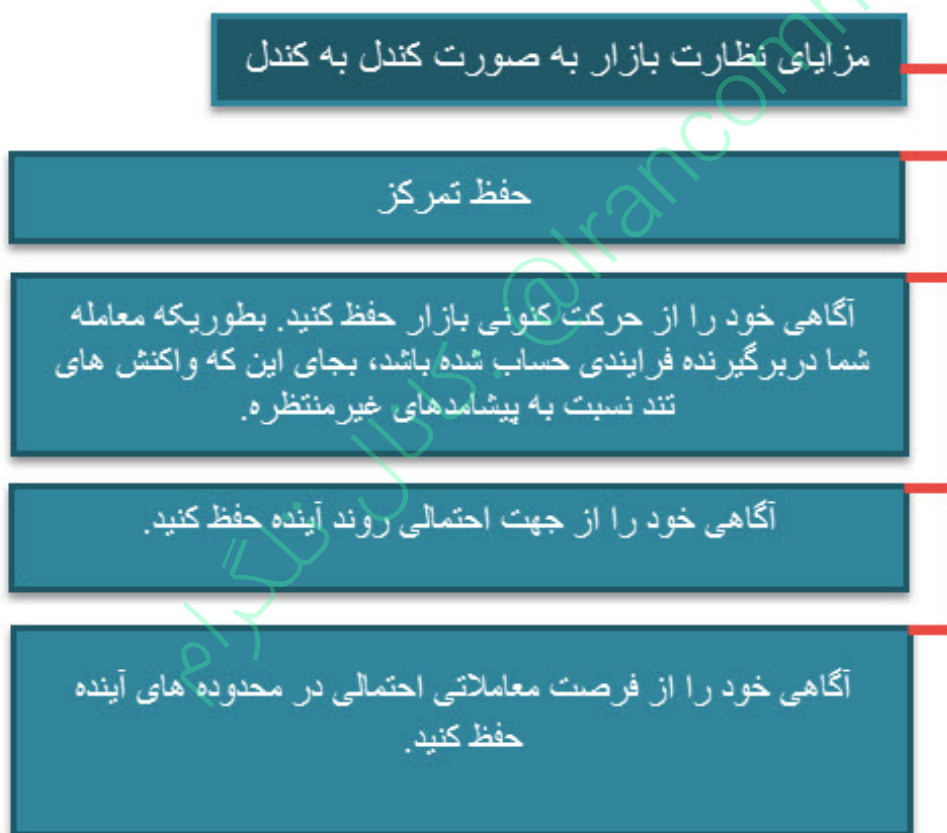 مزایای نظارت بازار به صورت کندل به کندل
حفظ تمرکز
آگاهی خود را از حرکت کنونی بازار حفظ کنید. بطوریکه معامله
شما دربرگیرنده فرایندی حساب شده باشد، بجای این که واکنش های
تند نسبت به پیشامدهای غیرمنتظره.
آگاهی خود را از جهت احتمالی روند آینده حفظ کنید.
آگاهی خود را از فرصت معاملاتی احتمالی در محدوده های آینده
حفظ کنید.
کانال تلگرام: @Irancomm